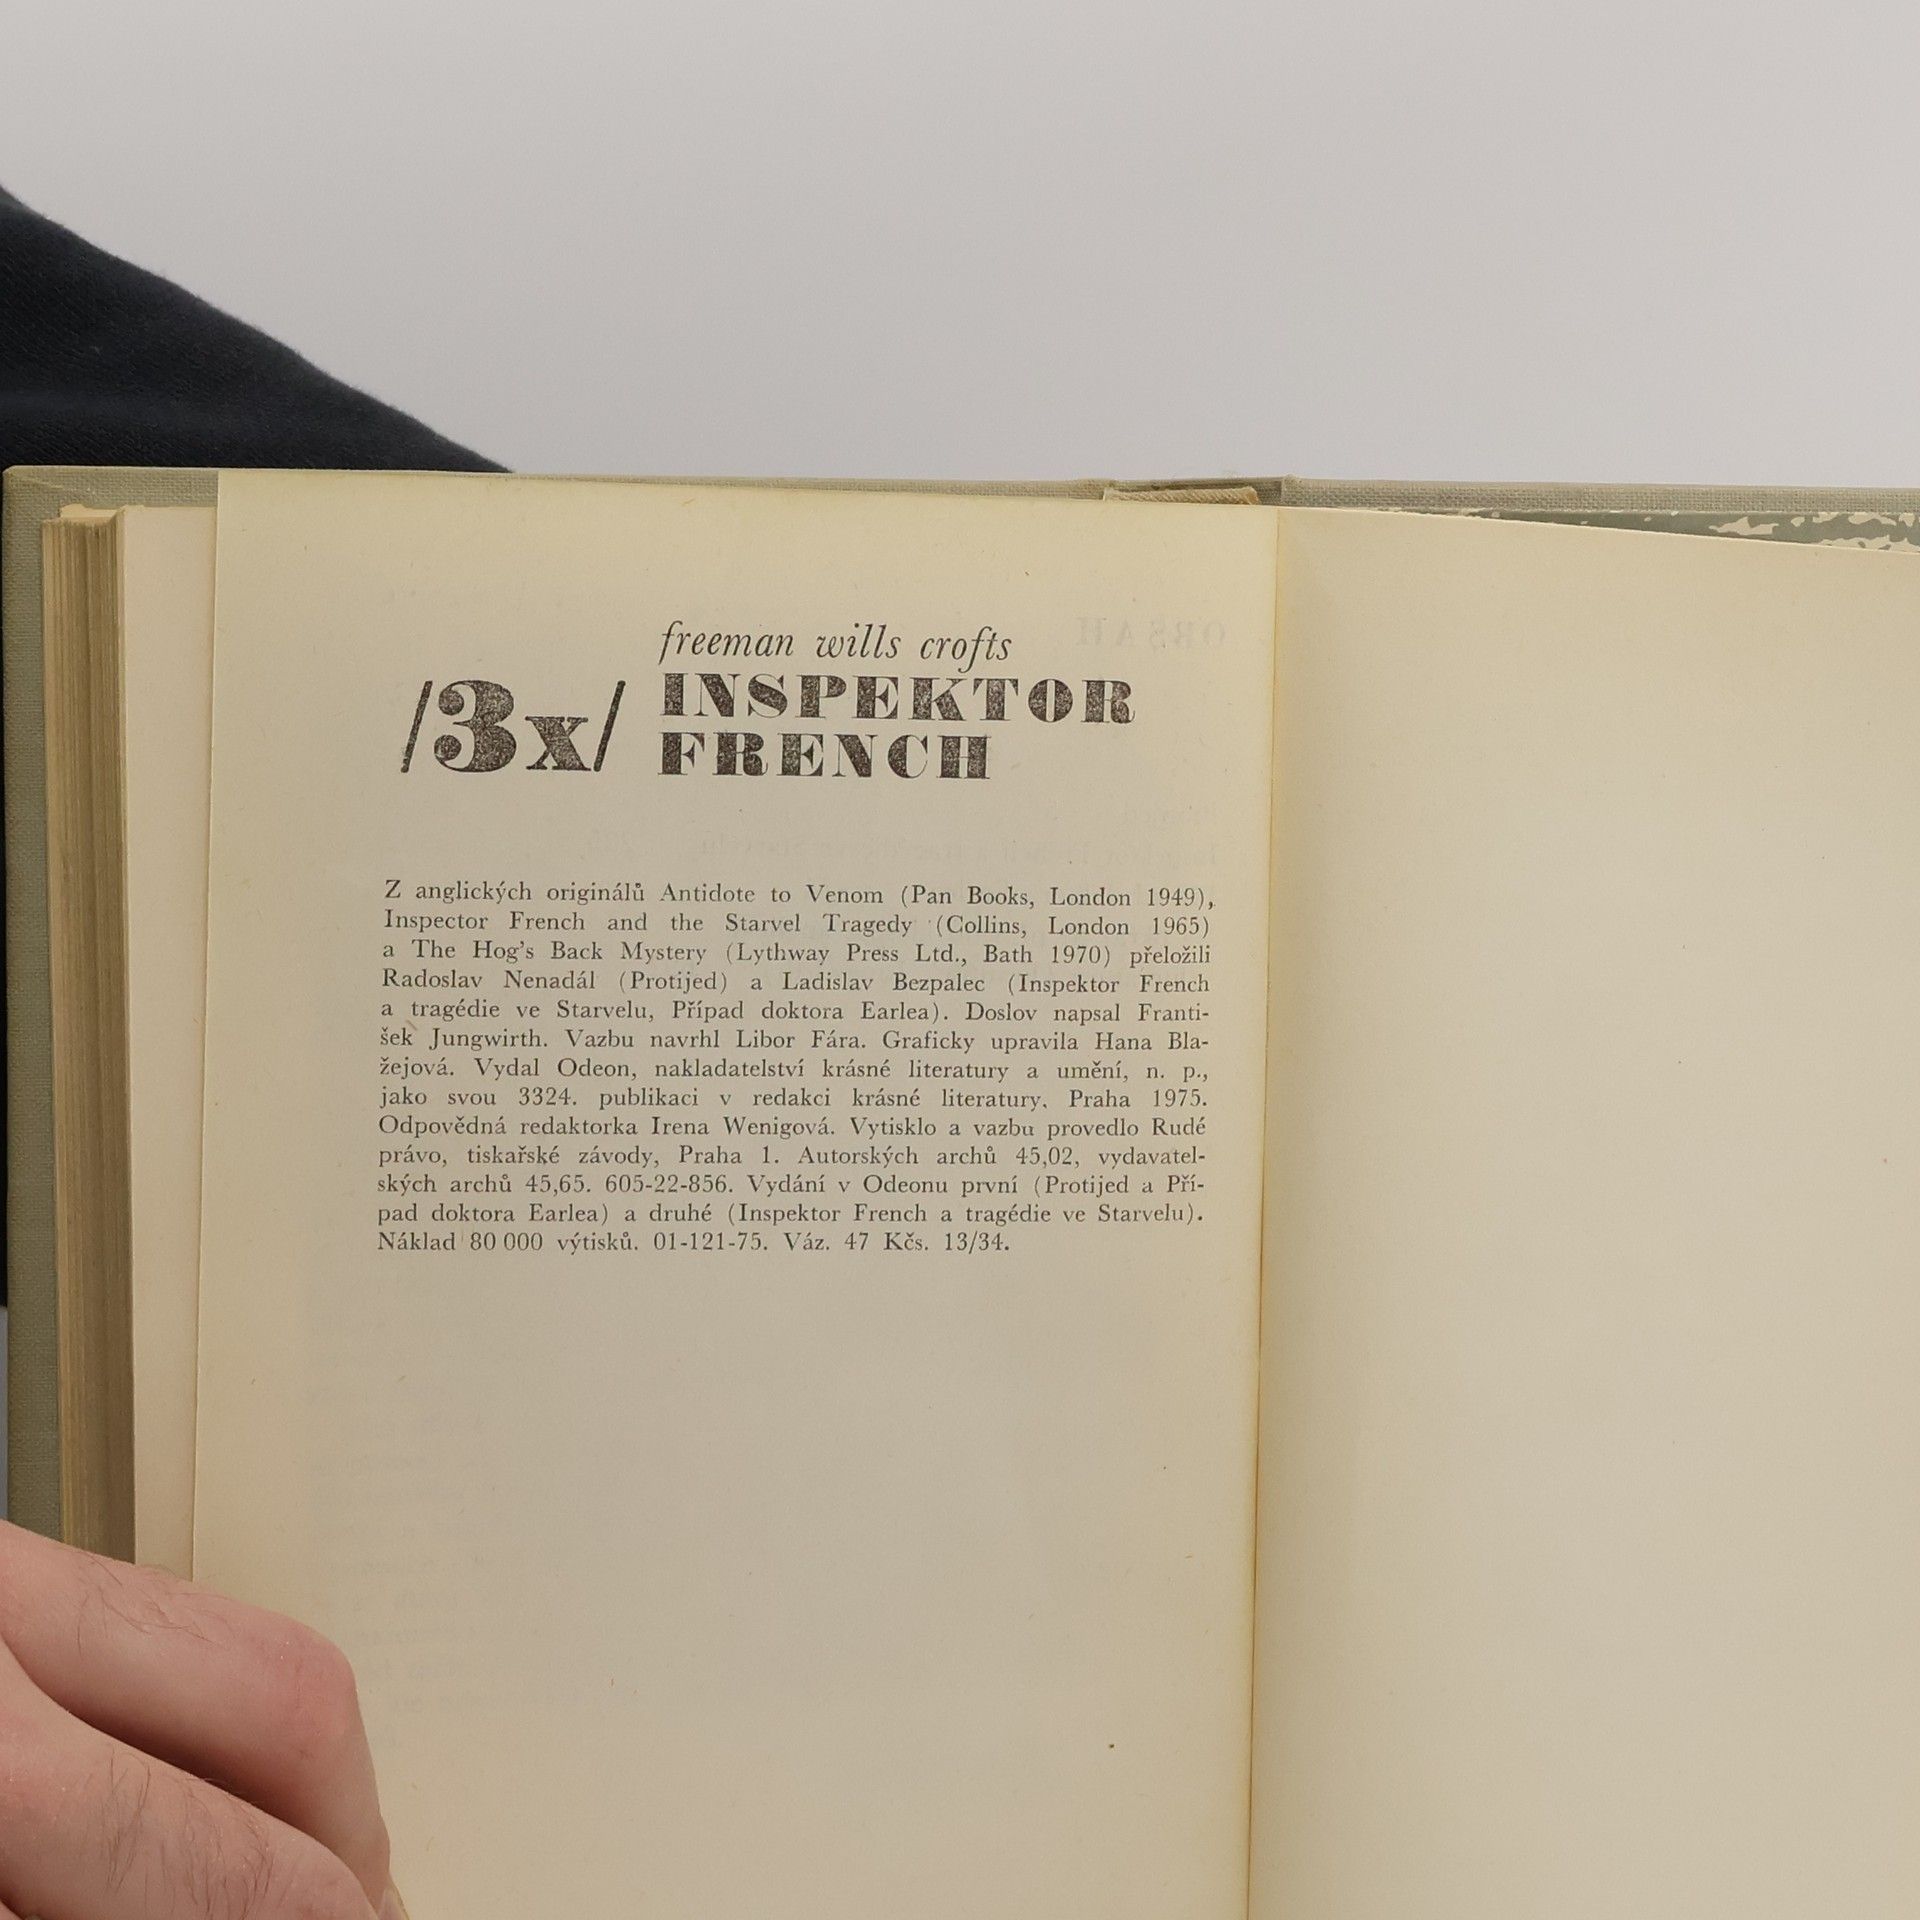 freeman wills crofts
/3x/ INSPEKTOR
FRENCH
Z anglických originálů Antidote to Venom (Pan Books, London 1949),
Inspector French and the Starvel Tragedy (Collins, London 1965)
a The Hog's Back Mystery (Lythway Press Ltd., Bath 1970) přeložili
Radoslav Nenadál (Protijed) a Ladislav Bezpalec (Inspektor French
a tragédie ve Starvelu, Případ doktora Earlea). Doslov napsal Franti-
šek Jungwirth. Vazbu navrhl Libor Fára. Graficky upravila Hana Bla-
žejová. Vydal Odeon, nakladatelství krásné literatury a umění, n. p.,
jako svou 3324. publikaci v redakci krásné literatury. Praha 1975.
Odpovědná redaktorka Irena Wenigová. Vytisklo a vazbu provedlo Rudé
právo, tiskařské závody, Praha 1. Autorských archů 45,02, vydavatel-
ských archů 45,65. 605-22-856. Vydání v Odeonu první (Protijed a Pří-
pad doktora Earlea) a druhé (Inspektor French a tragédie ve Starvelu).
Náklad 80 000 výtisků. 01-121-75. Váz. 47 Kčs. 13/34.